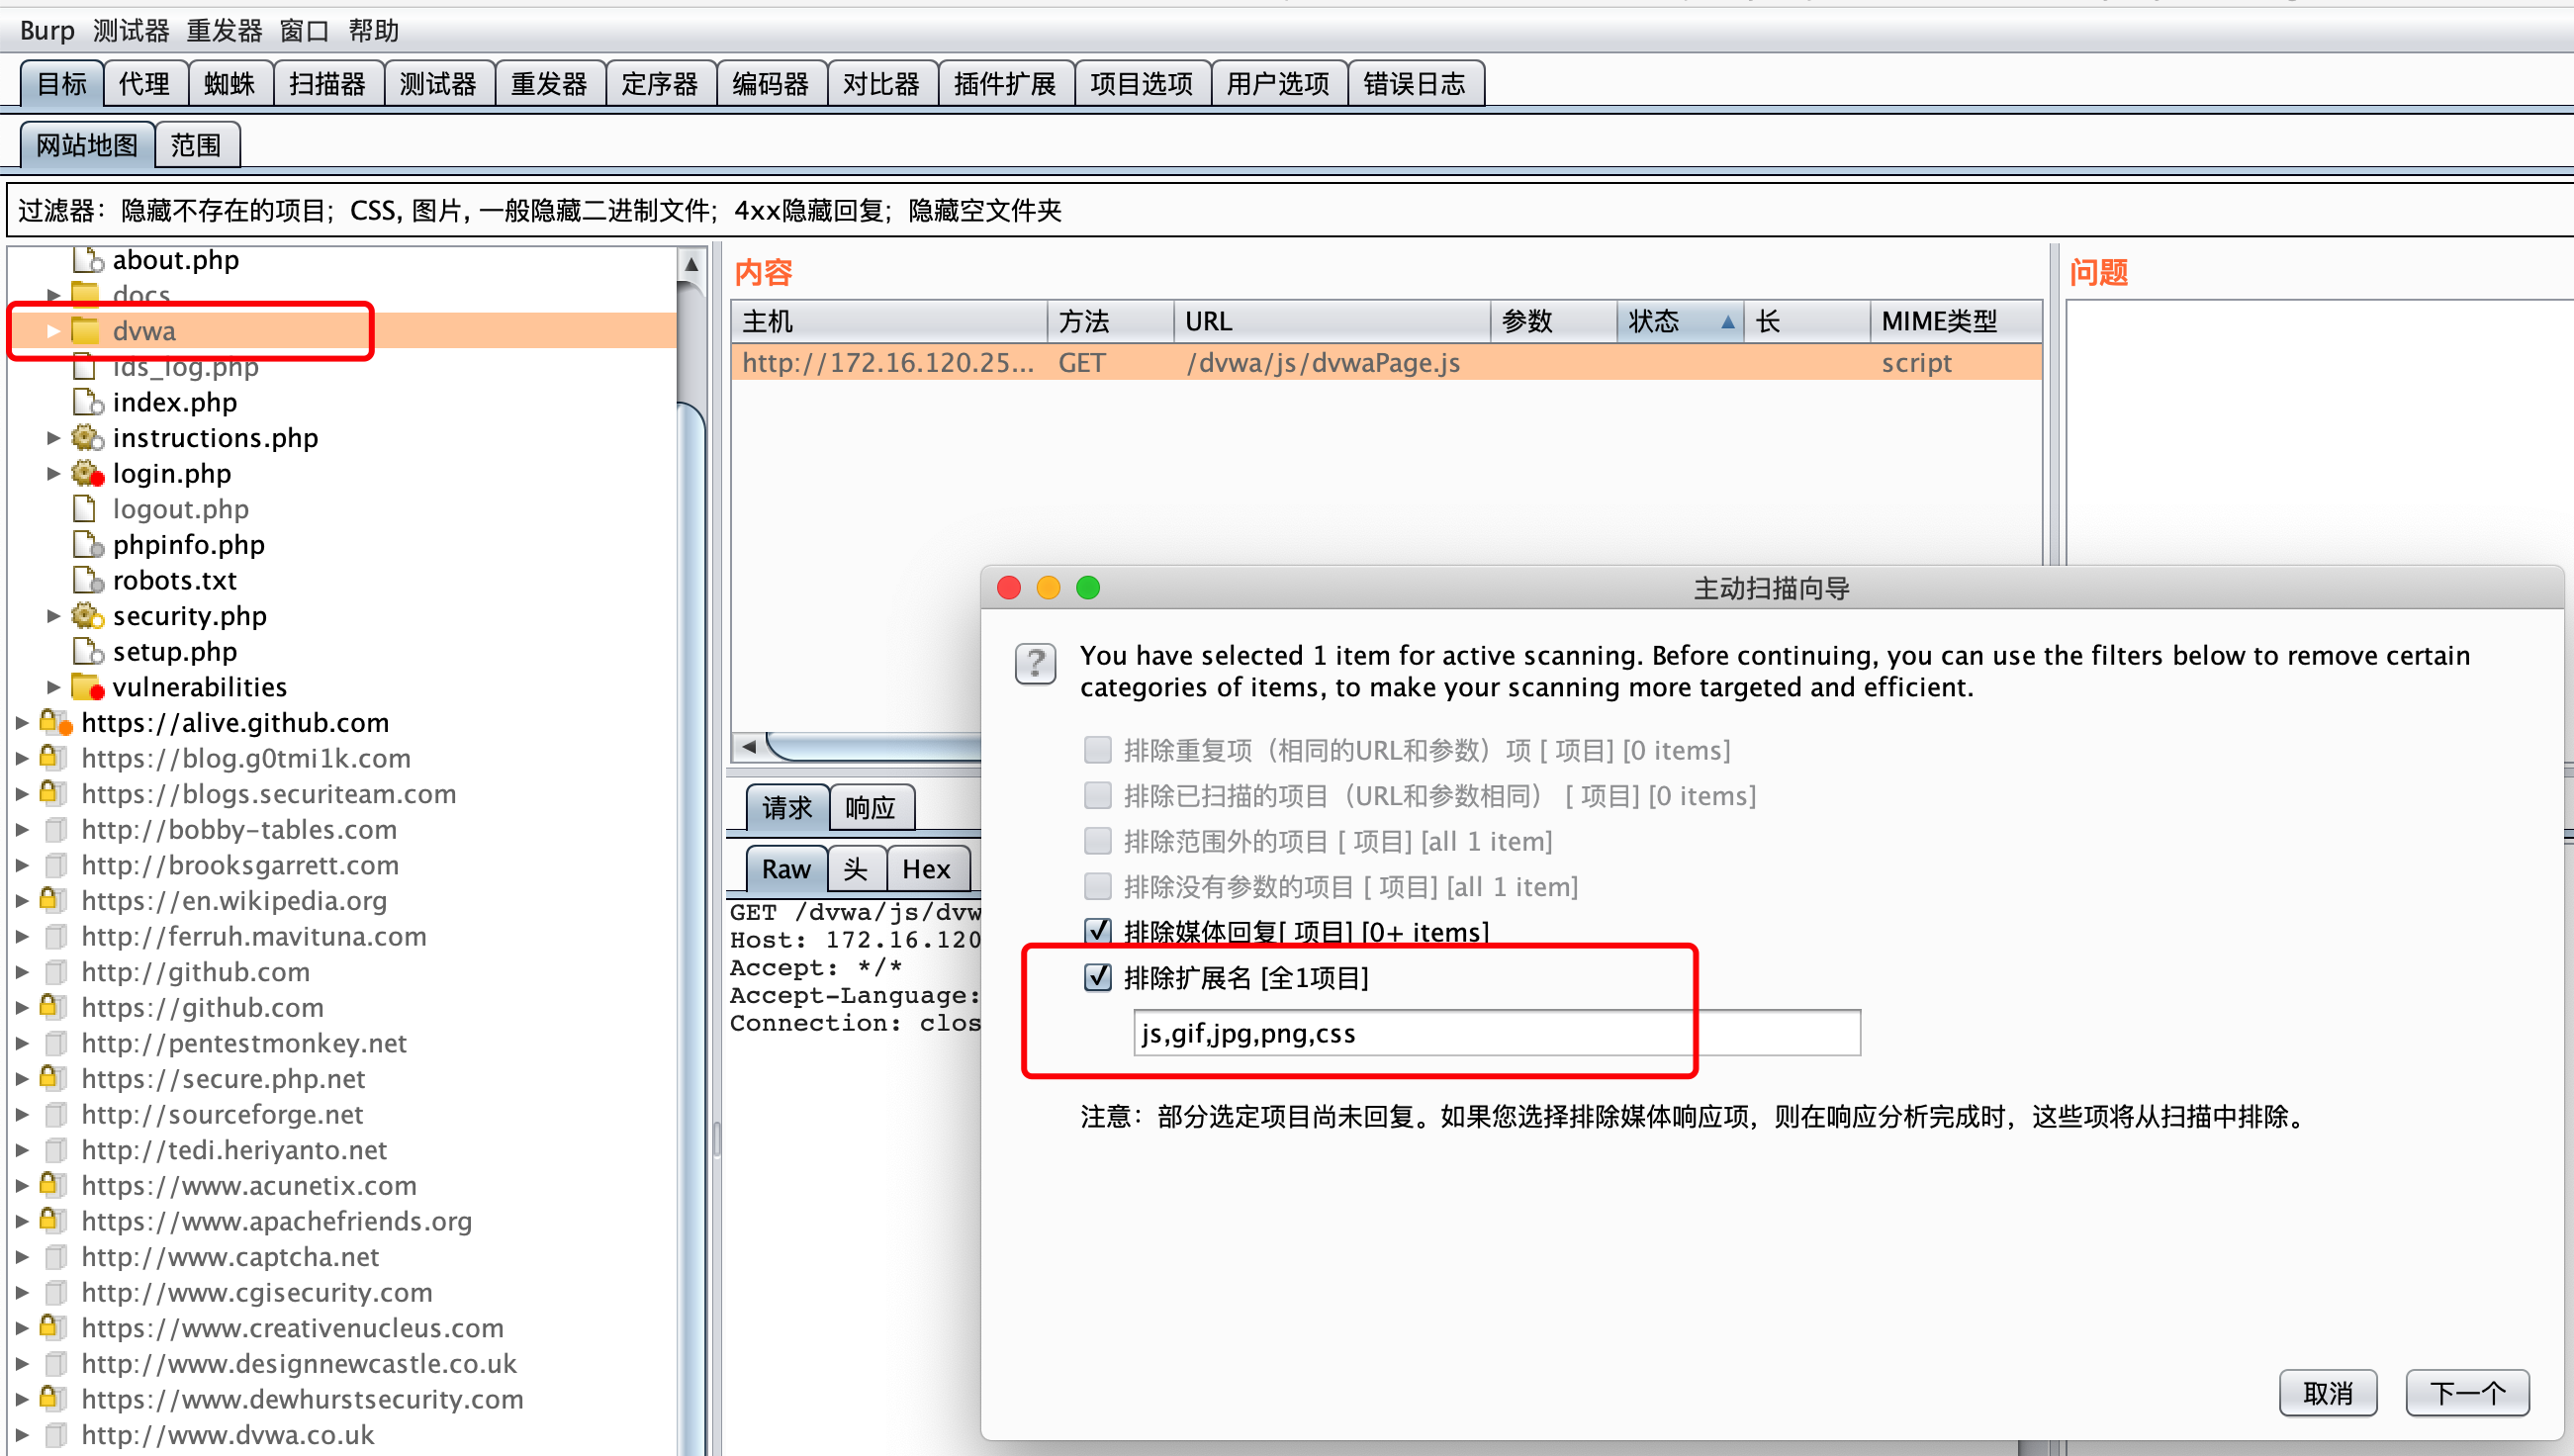 Burp 测试器 重发器 窗口 帮助
目标 代理 蜘蛛 扫描器 测试器 重发器 定序器 编码器 对比器 插件扩展 项目选项 用户选项 错误日志
网站地图 范围
过滤器：隐藏不存在的项目；CSS, 图片, 一般隐藏二进制文件；4xx隐藏回复；隐藏空文件夹
about.php
docs
dvwa
ids_log.php
index.php
instructions.php
login.php
logout.php
phpinfo.php
robots.txt
security.php
setup.php
vulnerabilities
https://alive.github.com
https://blog.g0tmi1k.com
https://blogs.securiteam.com
http://bobby-tables.com
http://brooksgarrett.com
https://en.wikipedia.org
http://ferruh.mavituna.com
http://github.com
https://github.com
http://pentestmonkey.net
https://secure.php.net
http://sourceforge.net
http://tedi.heriyanto.net
https://www.acunetix.com
https://www.apachefriends.org
http://www.captcha.net
http://www.cgisecurity.com
https://www.creativenucleus.com
http://www.designnewcastle.co.uk
https://www.dewhurstsecurity.com
http://www.dvwa.co.uk
内容
主机 方法 URL 参数 状态 长 MIME类型
http://172.16.120.25... GET /dvwa/js/dvwaPage.js script
问题
请求 响应
Raw 头 Hex
GET /dvwa/js/dvw
Host: 172.16.120
Accept: */*
Accept-Language:
Connection: clos
主动扫描向导
You have selected 1 item for active scanning. Before continuing, you can use the filters below to remove certain
categories of items, to make your scanning more targeted and efficient.
排除重复项（相同的URL和参数）项 [ 项目] [0 items]
排除已扫描的项目（URL和参数相同） [ 项目] [0 items]
排除范围外的项目 [ 项目] [all 1 item]
排除没有参数的项目 [ 项目] [all 1 item]
排除媒体回复[ 项目] [0+ items]
排除扩展名 [全1项目]
js,gif,jpg,png,css
注意：部分选定项目尚未回复。如果您选择排除媒体响应项，则在响应分析完成时，这些项将从扫描中排除。
取消 下一个